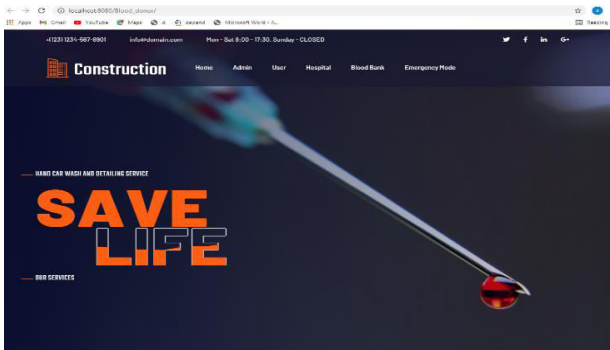 localhost:8080/Blood_donor/
Apps Gmail YouTube Maps d depend Microsoft Word - A... Reading
+(123) 1234-567-8901 info@domain.com Mon - Sat 8:00 - 17:30, Sunday - CLOSED
Construction Home Admin User Hospital Blood Bank Emergency Mode
HAND CAR WASH AND DETAILING SERVICE
SAVE
LIFE
OUR SERVICES